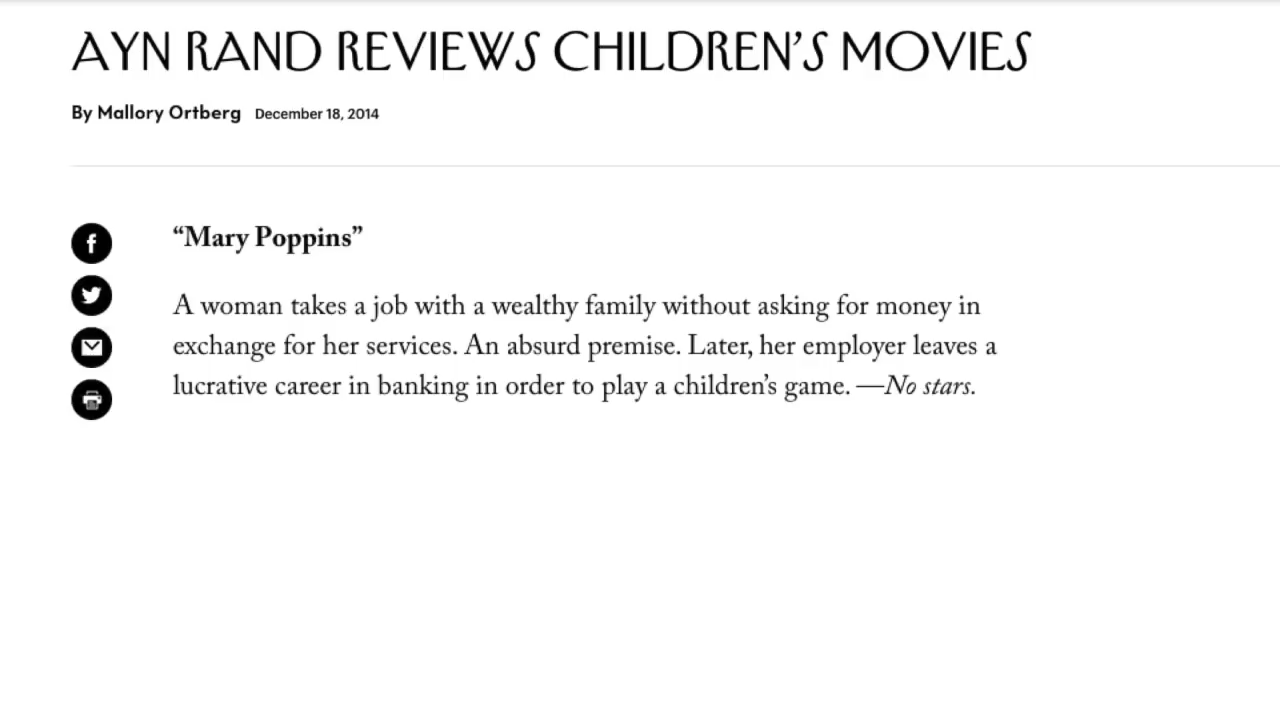 AYN RAND REVIEWS CHILDREN’S MOVIES
By Mallory Ortberg December 18, 2014
“Mary Poppins”
A woman takes a job with a wealthy family without asking for money in
exchange for her services. An absurd premise. Later, her employer leaves a
lucrative career in banking in order to play a children’s game. —No stars.